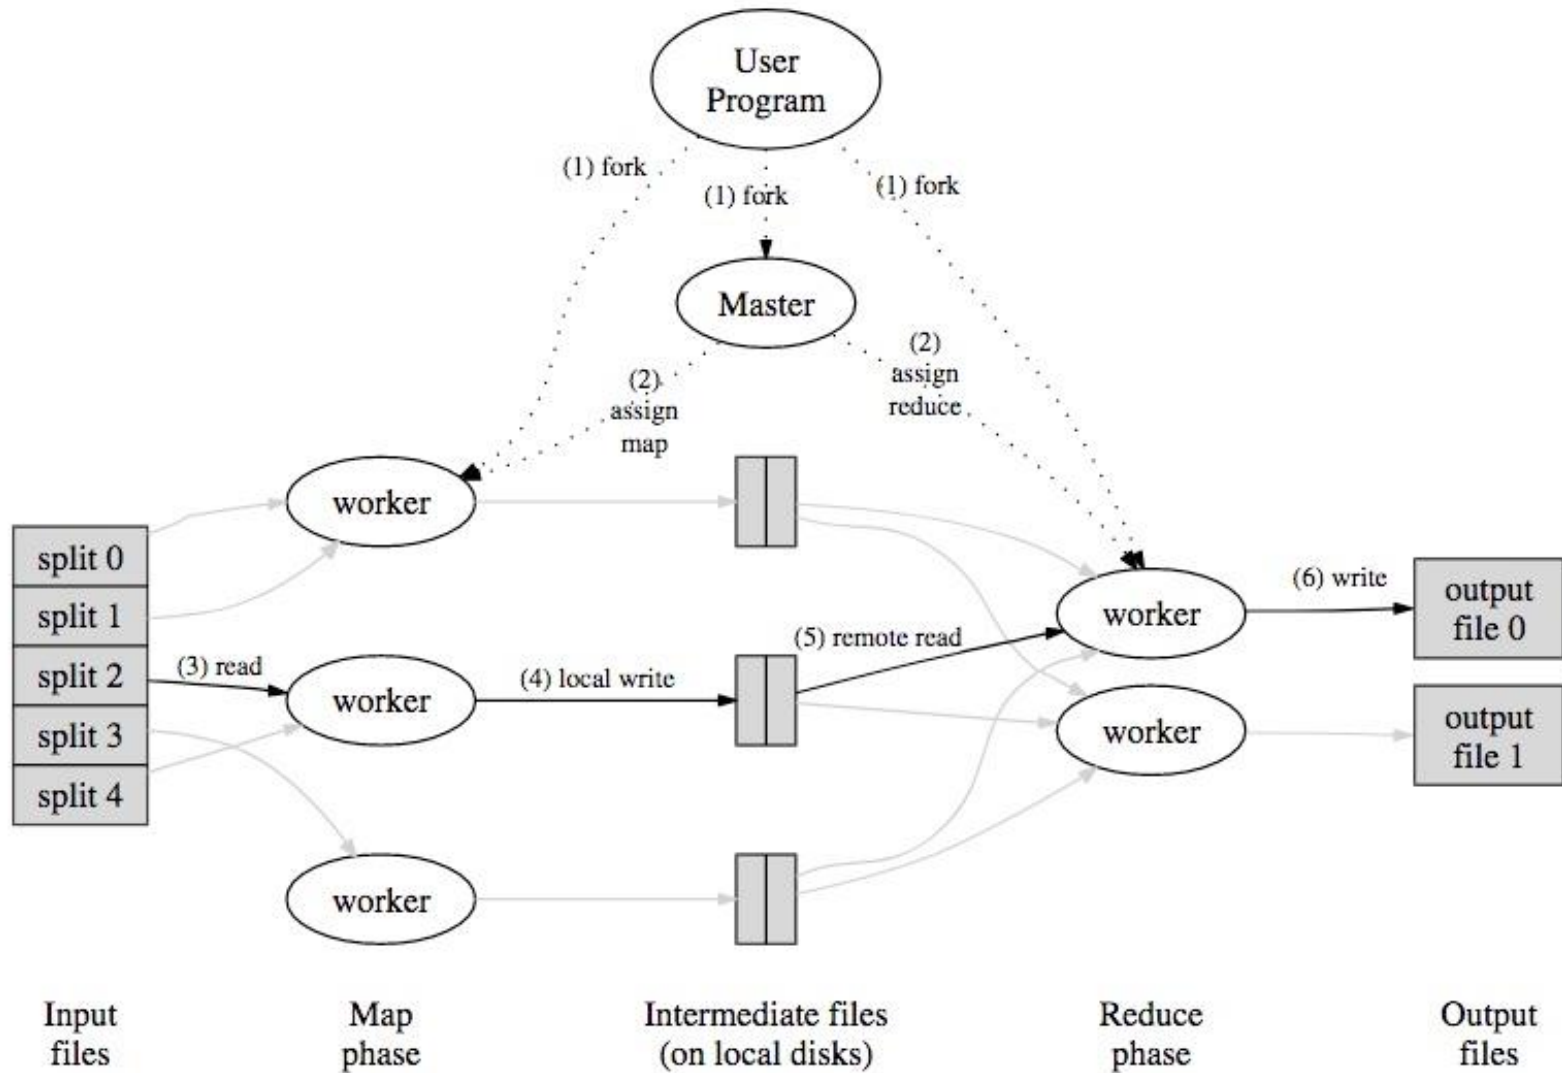 User
Program
(1) fork
(1) fork
(1) fork
Master
(2)
assign
map
(2)
assign
reduce
worker
split 0
split 1
split 2
split 3
split 4
(3) read
worker
(4) local write
(5) remote read
worker
(6) write
output
file 0
worker
output
file 1
worker
Input
files
Map
phase
Intermediate files
(on local disks)
Reduce
phase
Output
files